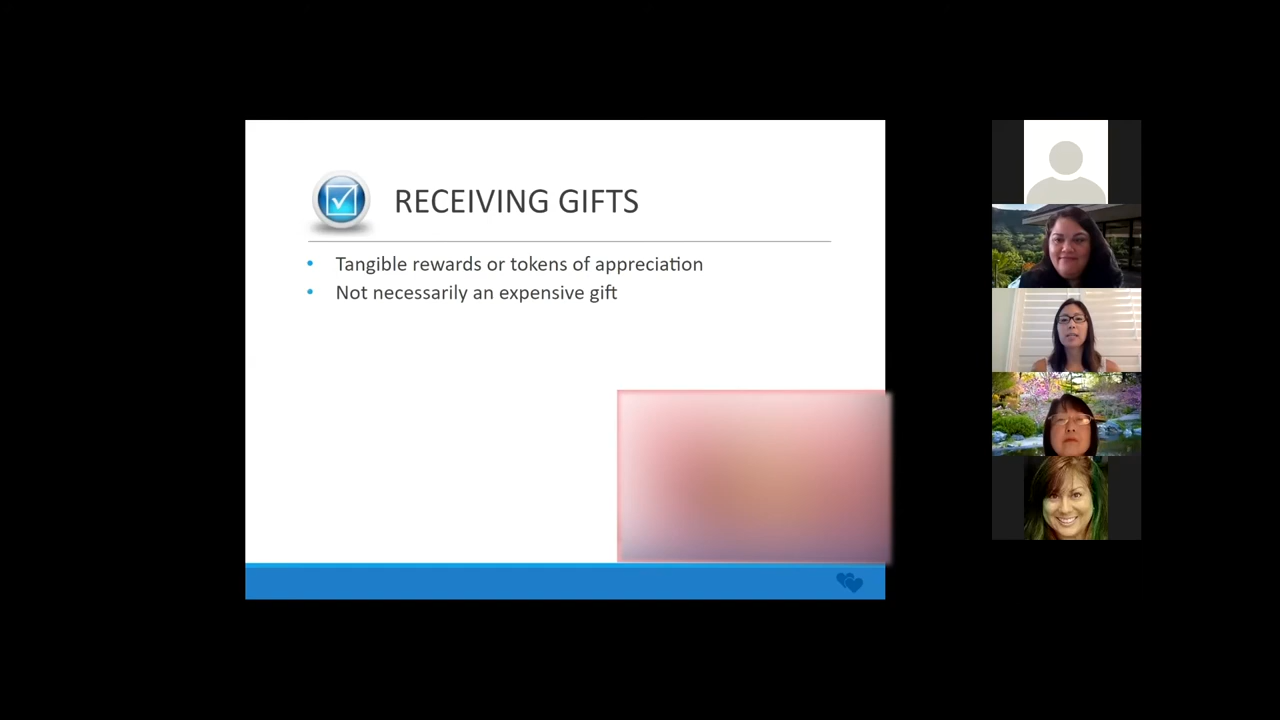 RECEIVING GIFTS
Tangible rewards or tokens of appreciation
Not necessarily an expensive gift